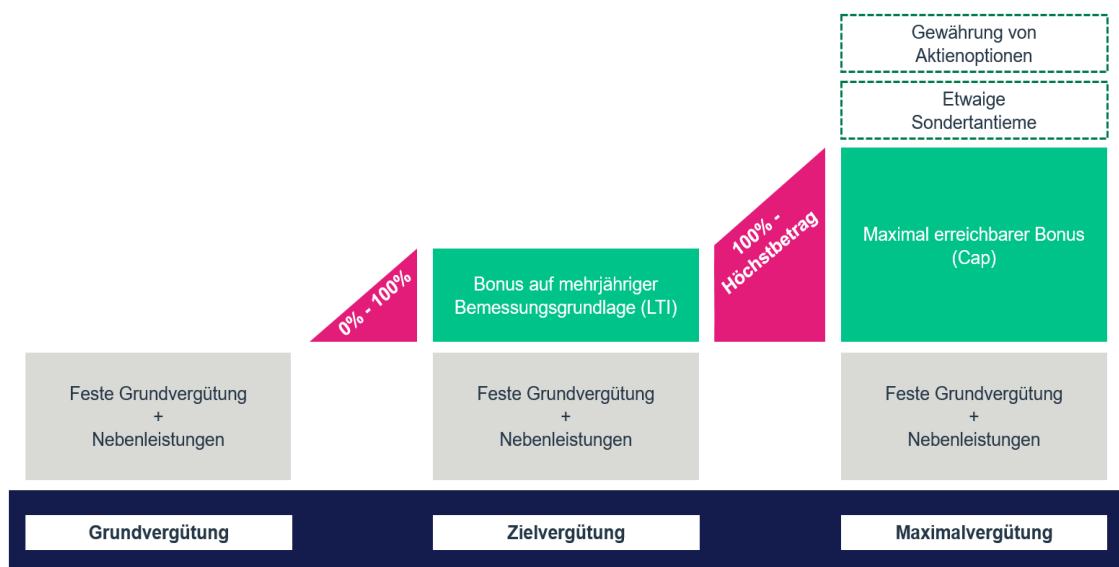 Gewährung von
Aktienoptionen
Etwaige
Sondertantieme
Maximal erreichbarer Bonus
(Cap)
100% -
Höchstbetrag
Bonus auf mehrjähriger
Bemessungsgrundlage (LTI)
0% - 100%
Feste Grundvergütung
+
Nebenleistungen
Feste Grundvergütung
+
Nebenleistungen
Feste Grundvergütung
+
Nebenleistungen
Grundvergütung
Zielvergütung
Maximalvergütung